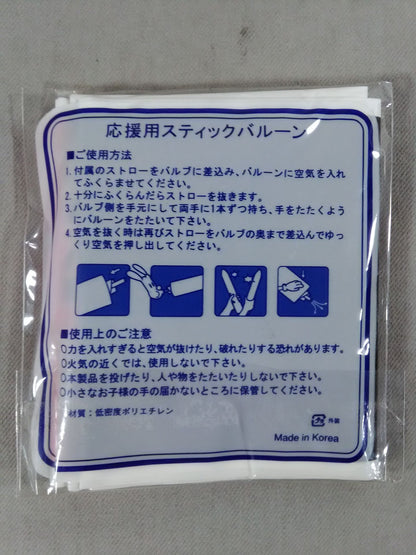 応援用スティックバルーン
■ご使用方法
1. 付属のストローをバルブに差込み、バルーンに空気を入れ
てふくらませてください。
2. 十分にふくらんだらストローを抜きます。
3. バルブ側を手元にして両手に1本ずつ持ち、手をたたくよう
にバルーンをたたいて下さい。
4. 空気を抜く時は再びストローをバルブの奥まで差込んでゆっ
くり空気を押し出してください。
■使用上のご注意
○力を入れすぎると空気が抜けたり、破れたりする恐れがあります。
○火気の近くでは、使用しないで下さい。
○本製品を投げたり、人や物をたたいたりしないで下さい。
○小さなお子様の手の届かないところに保管してください。
材質：低密度ポリエチレン
プラ 外装
Made in Korea